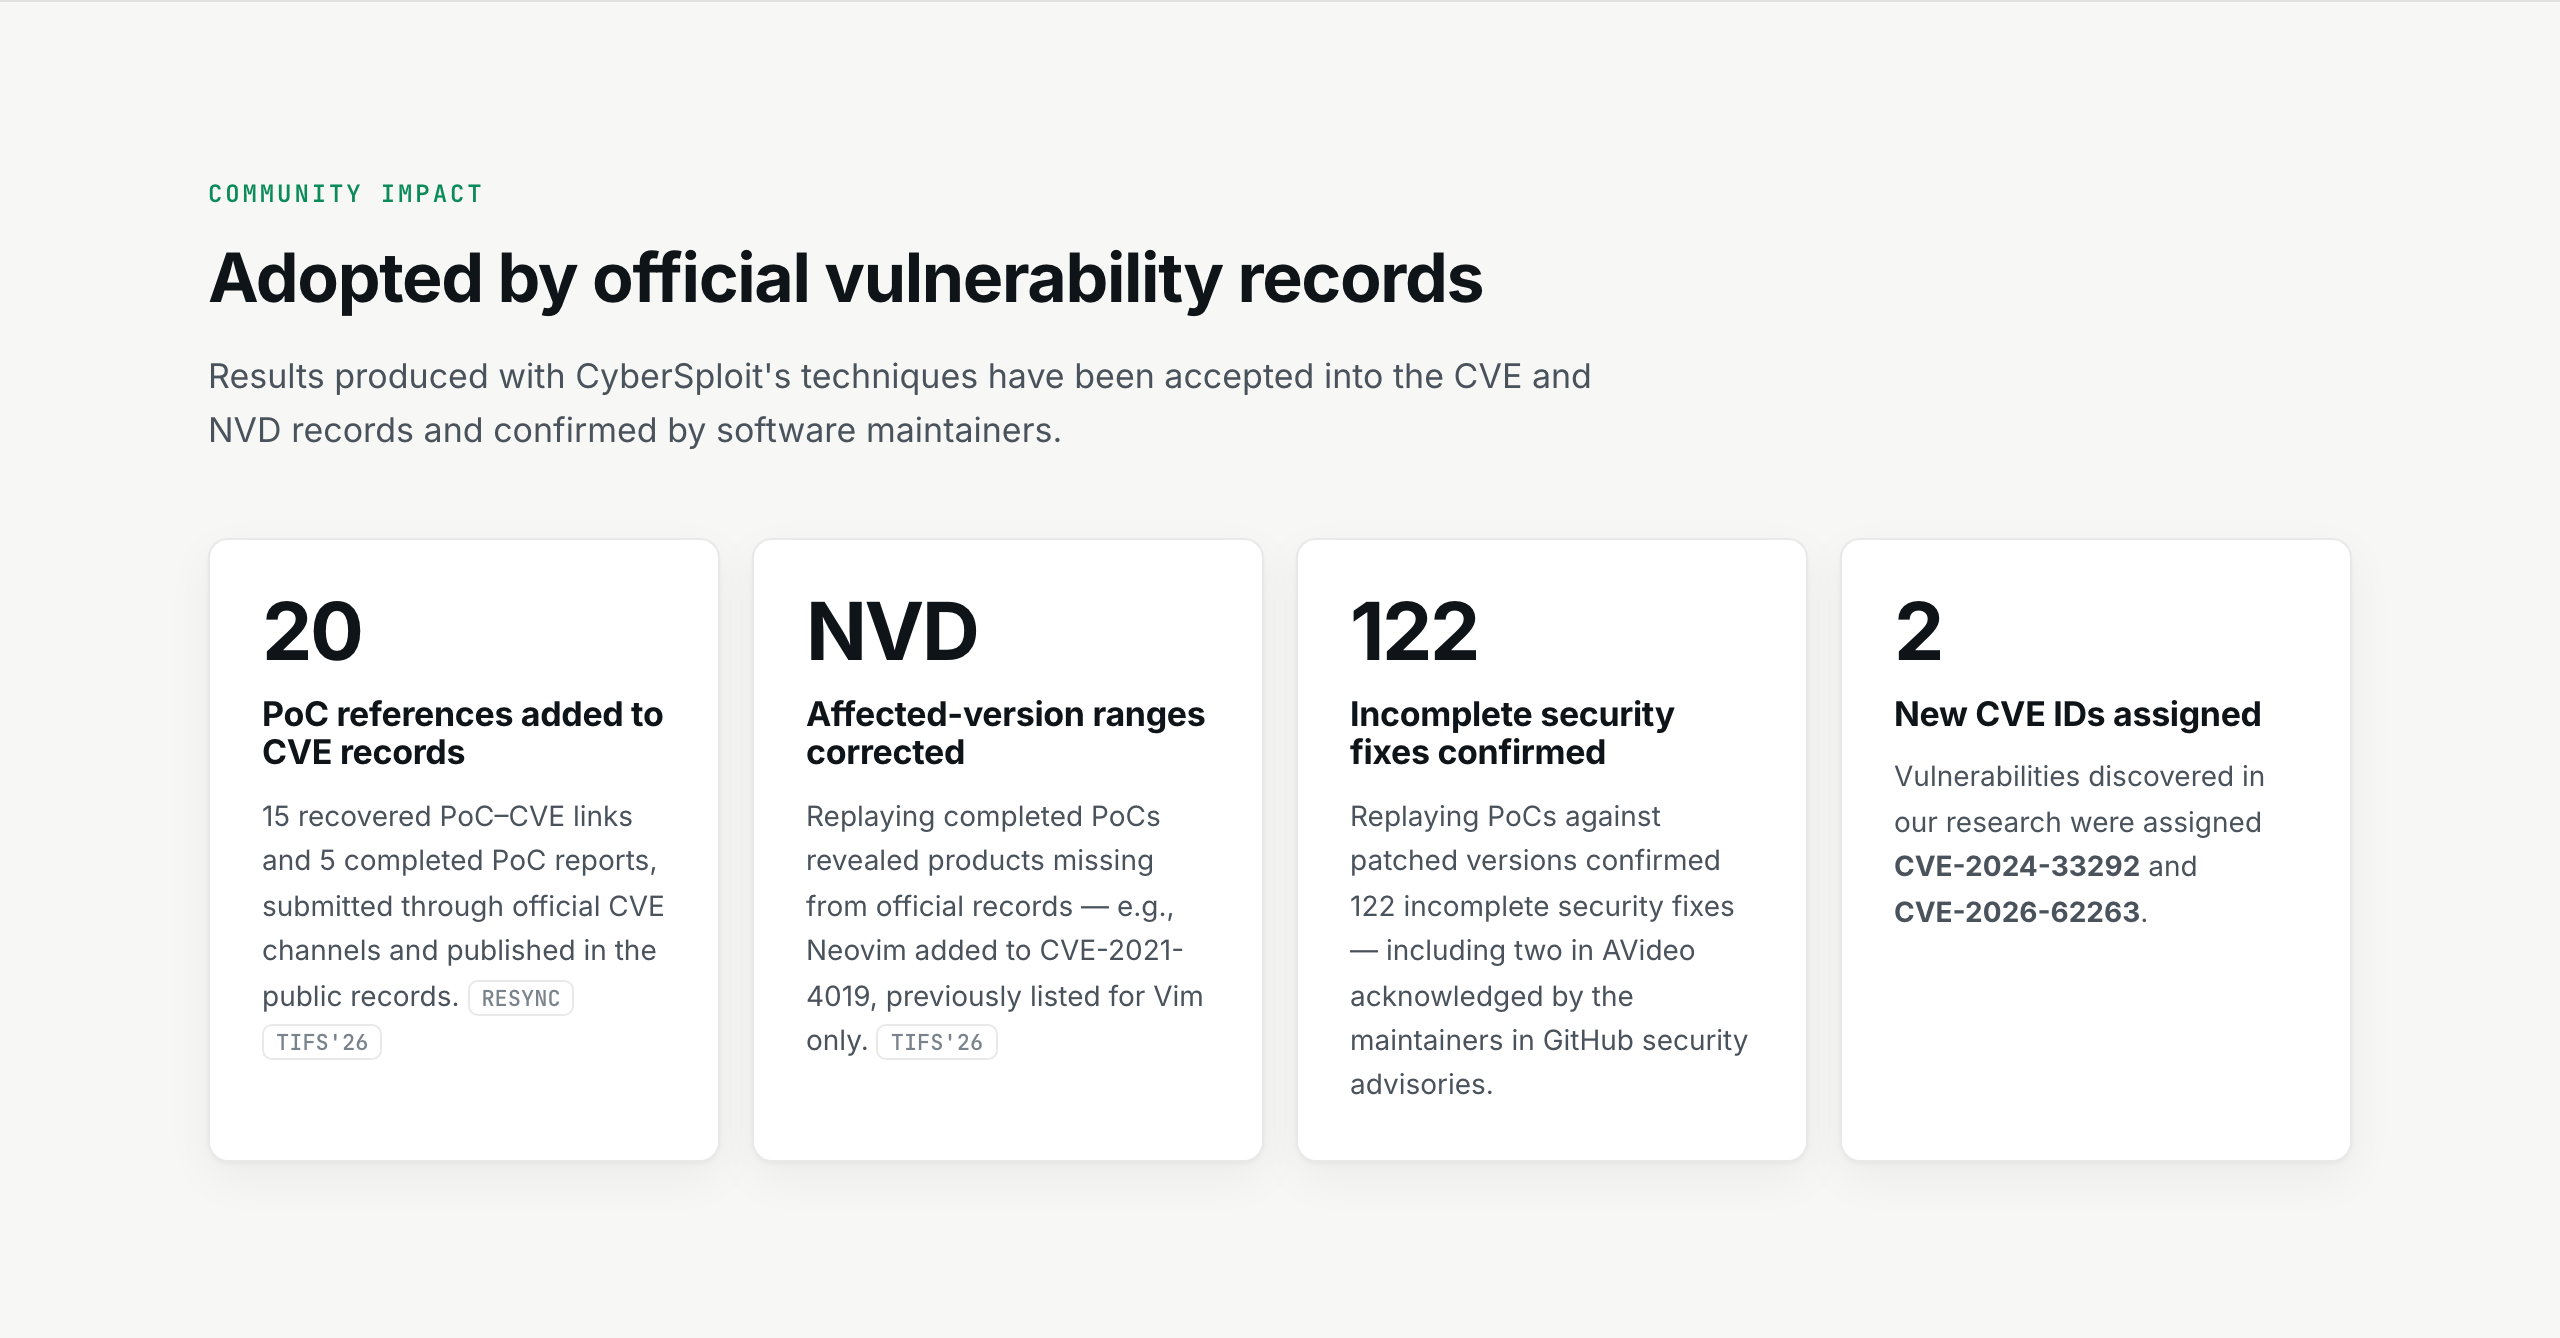 COMMUNITY IMPACT
Adopted by official vulnerability records
Results produced with CyberSploit's techniques have been accepted into the CVE and
NVD records and confirmed by software maintainers.
20
PoC references added to
CVE records
15 recovered PoC–CVE links
and 5 completed PoC reports,
submitted through official CVE
channels and published in the
public records. RESYNC
TIFS'26
NVD
Affected-version ranges
corrected
Replaying completed PoCs
revealed products missing
from official records — e.g.,
Neovim added to CVE-2021-
4019, previously listed for Vim
only. TIFS'26
122
Incomplete security
fixes confirmed
Replaying PoCs against
patched versions confirmed
122 incomplete security fixes
— including two in AVideo
acknowledged by the
maintainers in GitHub security
advisories.
2
New CVE IDs assigned
Vulnerabilities discovered in
our research were assigned
CVE-2024-33292 and
CVE-2026-62263.